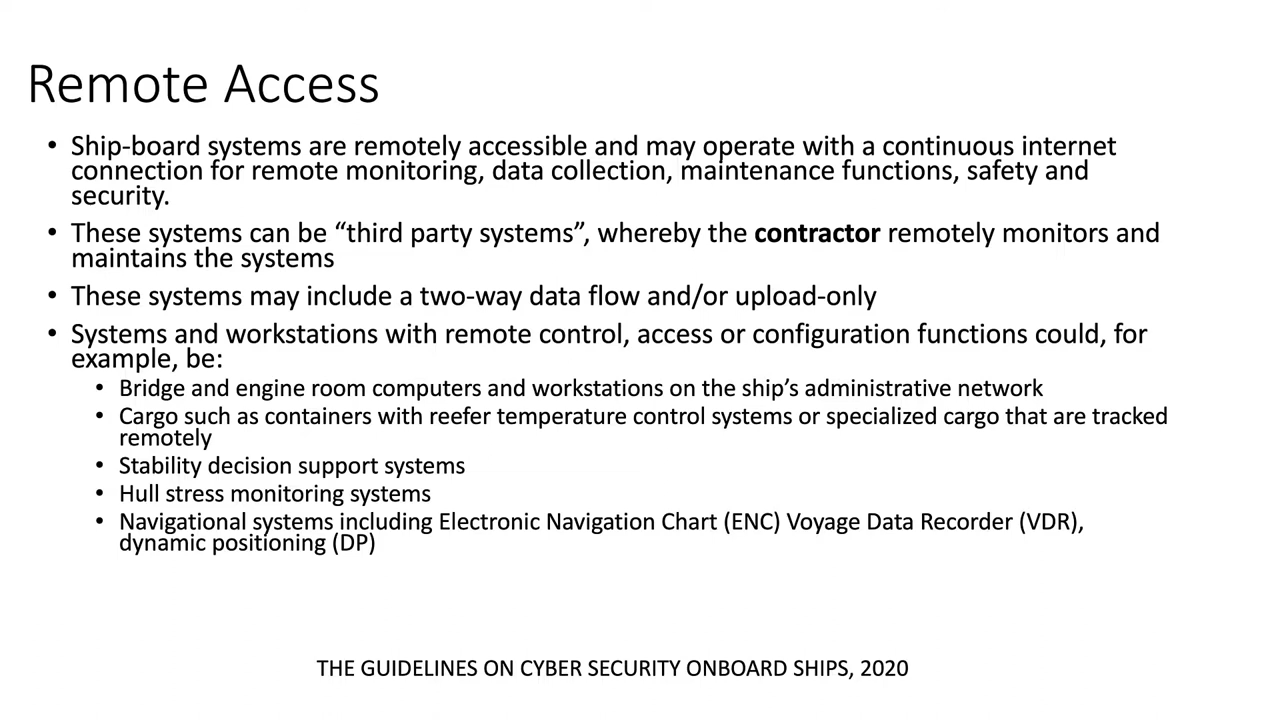 Remote Access
• Ship-board systems are remotely accessible and may operate with a continuous internet
connection for remote monitoring, data collection, maintenance functions, safety and
security.
• These systems can be “third party systems”, whereby the contractor remotely monitors and
maintains the systems
• These systems may include a two-way data flow and/or upload-only
• Systems and workstations with remote control, access or configuration functions could, for
example, be:
• Bridge and engine room computers and workstations on the ship’s administrative network
• Cargo such as containers with reefer temperature control systems or specialized cargo that are tracked
remotely
• Stability decision support systems
• Hull stress monitoring systems
• Navigational systems including Electronic Navigation Chart (ENC) Voyage Data Recorder (VDR),
dynamic positioning (DP)
THE GUIDELINES ON CYBER SECURITY ONBOARD SHIPS, 2020